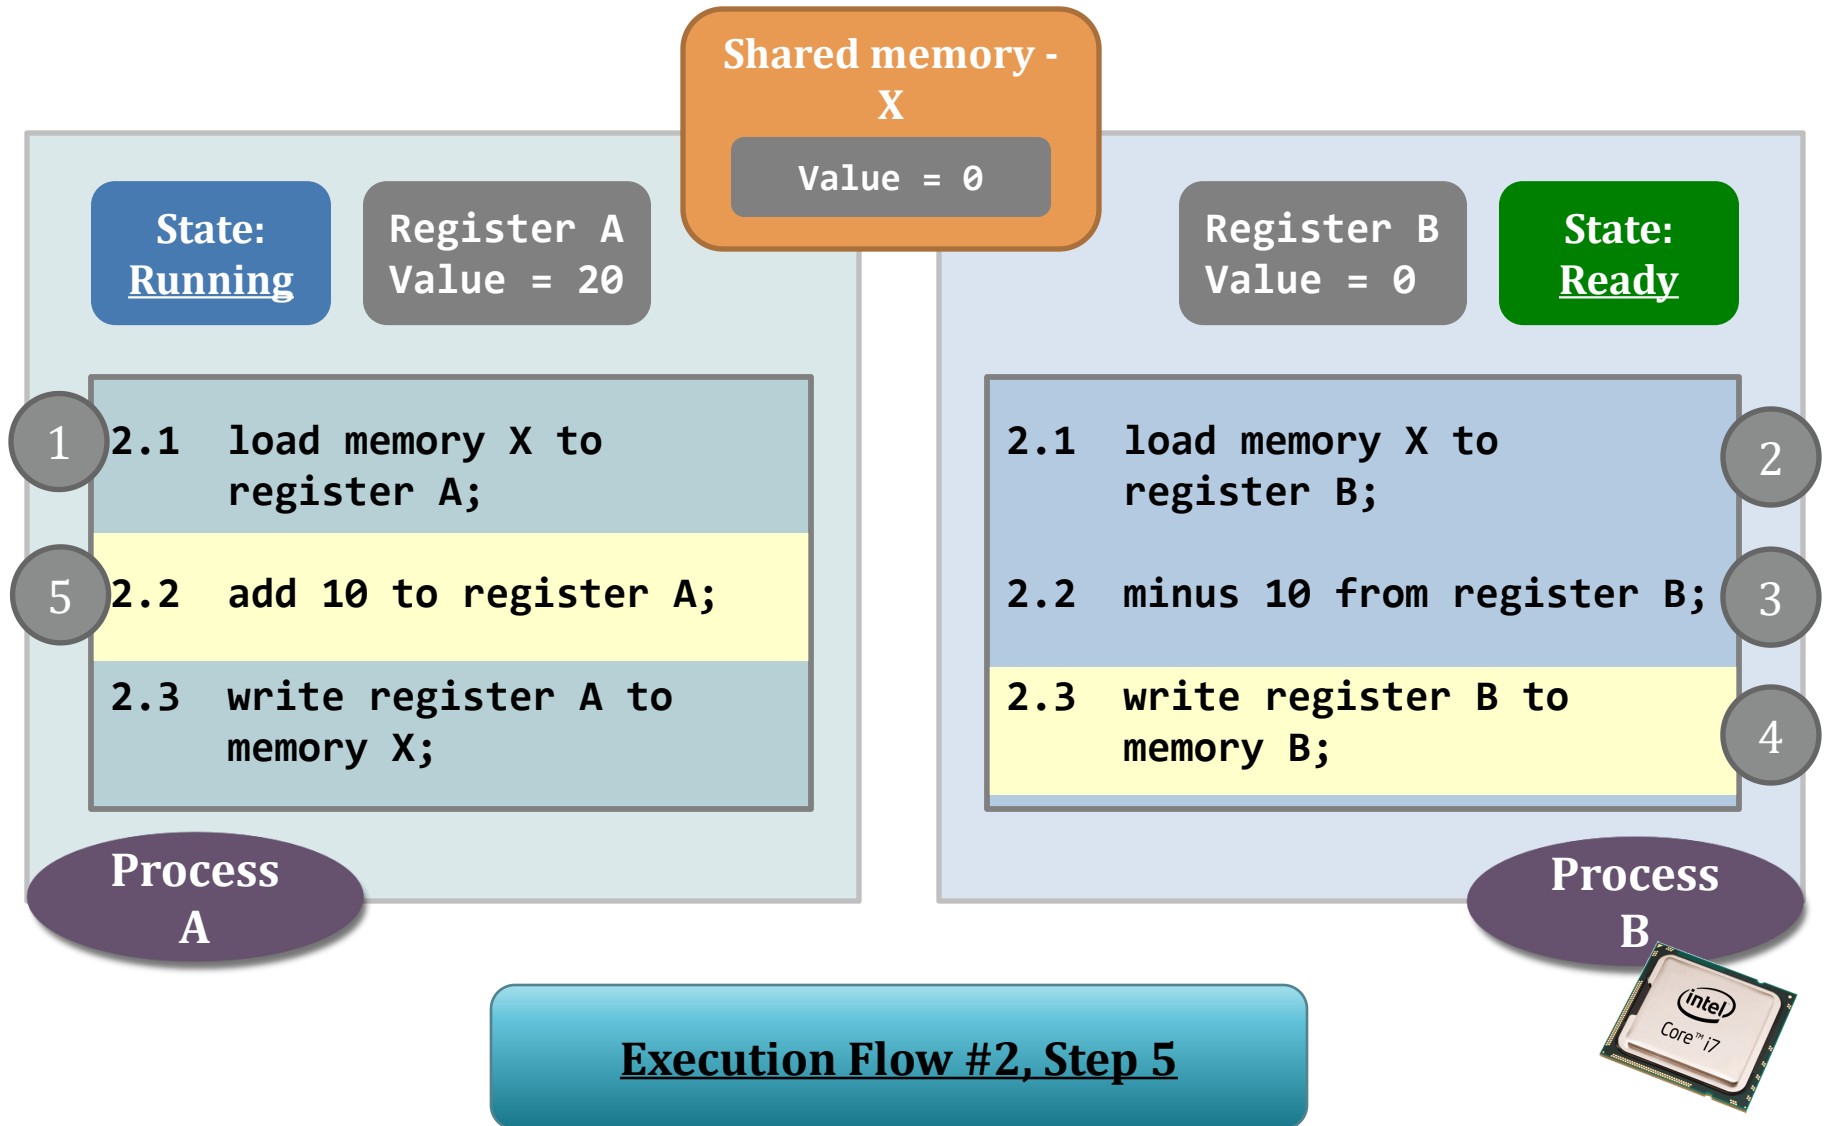 Shared memory -
X
Value = 0
State:
Running
Register A
Value = 20
Register B
Value = 0
State:
Ready
1
2.1 load memory X to
register A;
5
2.2 add 10 to register A;
2.3 write register A to
memory X;
2.1 load memory X to
register B;
2
2.2 minus 10 from register B;
3
2.3 write register B to
memory B;
4
Process
A
Process
B
intel
Core™ i7
Execution Flow #2, Step 5